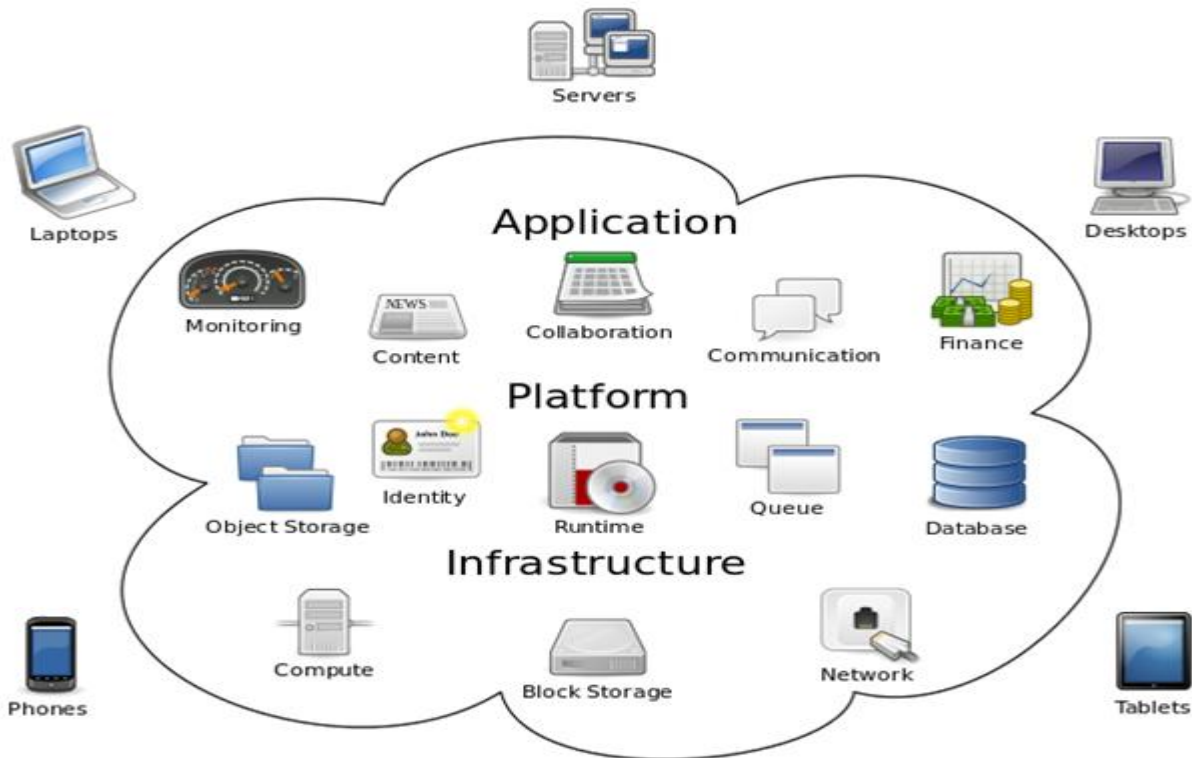 Servers
Laptops
Desktops
Application
Monitoring
NEWS
Content
Collaboration
Communication
Finance
Platform
John Doe
Object Storage
Identity
Runtime
Queue
Database
Infrastructure
Compute
Block Storage
Network
Phones
Tablets